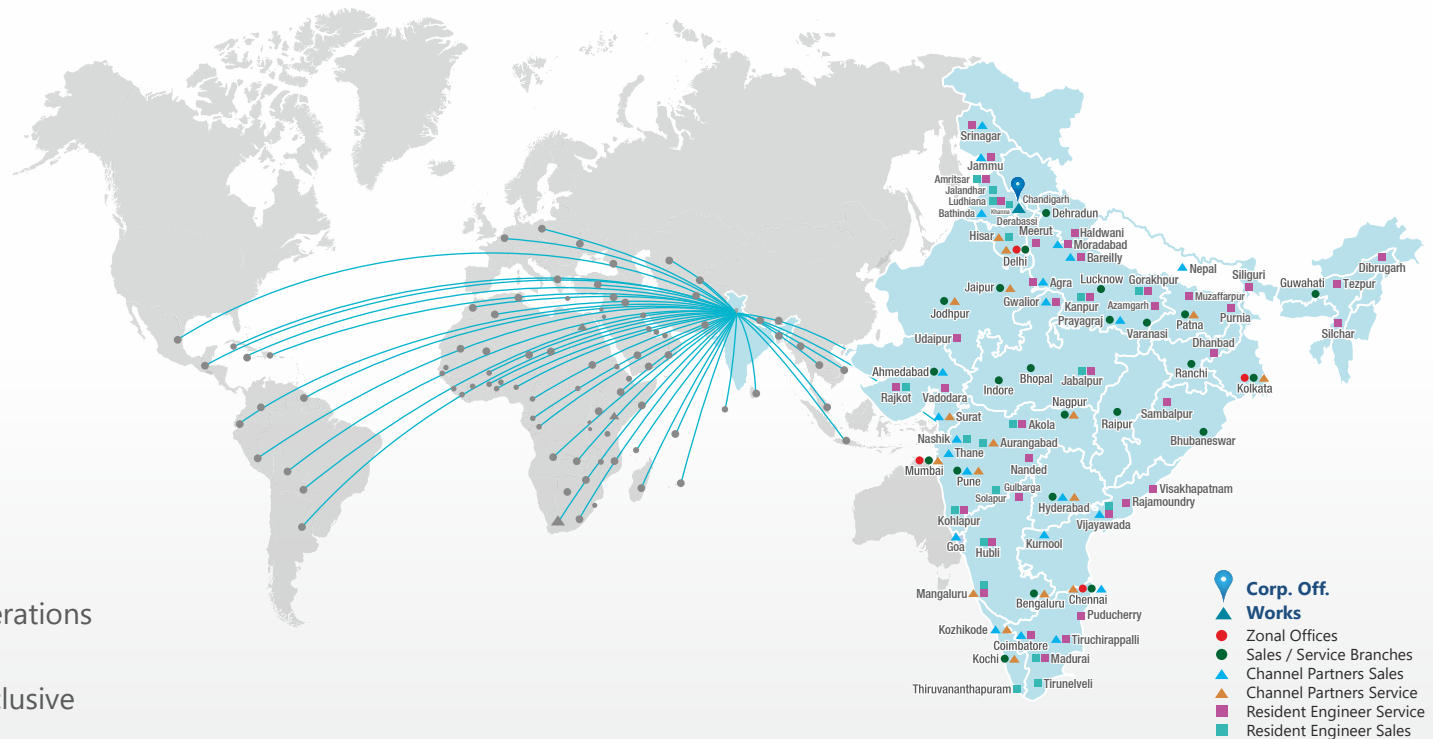 Srinagar
Jammu
Amritsar
Jalandhar
Ludhiana
Khanna
Chandigarh
Bathinda
Derabassi
Dehradun
Hisar
Meerut
Haldwani
Moradabad
Delhi
Bareilly
Nepal
Siliguri
Dibrugarh
Jaipur
Agra
Lucknow
Gorakhpur
Guwahati
Tezpur
Jodhpur
Gwalior
Kanpur
Azamgarh
Muzaffarpur
Purnia
Prayagraj
Varanasi
Patna
Silchar
Udaipur
Dhanbad
Ahmedabad
Indore
Bhopal
Jabalpur
Ranchi
Kolkata
Rajkot
Vadodara
Nagpur
Sambalpur
Surat
Akola
Raipur
Bhubaneswar
Nashik
Aurangabad
Thane
Mumbai
Nanded
Pune
Gulbarga
Solapur
Visakhapatnam
Hyderabad
Rajamoundry
Kohlapur
Vijayawada
Goa
Hubli
Kurnool
Mangaluru
Bengaluru
Chennai
Puducherry
Kozhikode
Coimbatore
Tiruchirappalli
Kochi
Madurai
Thiruvananthapuram
Tirunelveli
erations
clusive
Corp. Off.
Works
Zonal Offices
Sales / Service Branches
Channel Partners Sales
Channel Partners Service
Resident Engineer Service
Resident Engineer Sales